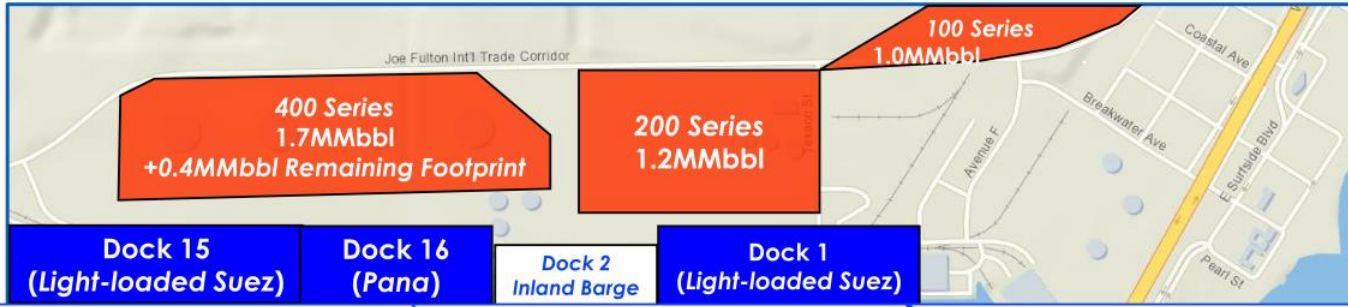 100 Series
1.0MMbbl
Joe Fulton Int'l Trade Corridor
Coastal Ave
400 Series
1.7MMbbl
+0.4MMbbl Remaining Footprint
200 Series
1.2MMbbl
Texaco St
Avenue F
Breakwater Ave
E Surfside Blvd
Pearl St
Dock 15
(Light-loaded Suez)
Dock 16
(Pana)
Dock 2
Inland Barge
Dock 1
(Light-loaded Suez)